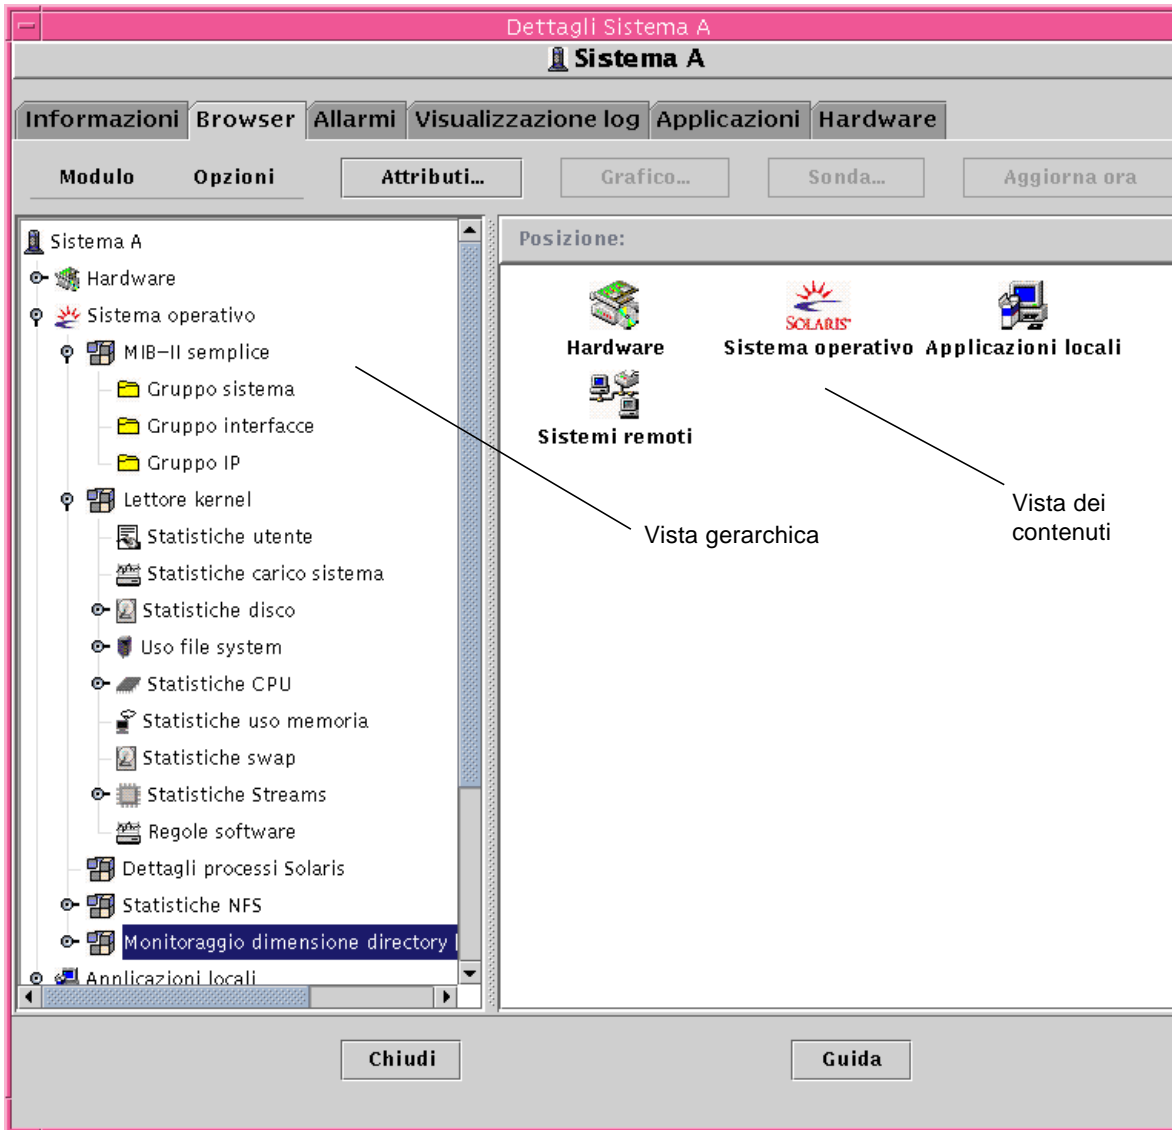 Dettagli Sistema A
Sistema A
Informazioni Browser Allarmi Visualizzazione log Applicazioni Hardware
Modulo Opzioni Attributi... Grafico... Sonda... Aggiorna ora
Sistema A
Hardware
Sistema operativo
MIB-II semplice
Gruppo sistema
Gruppo interfacce
Gruppo IP
Lettore kernel
Statistiche utente
Statistiche carico sistema
Statistiche disco
Uso file system
Statistiche CPU
Statistiche uso memoria
Statistiche swap
Statistiche Streams
Regole software
Dettagli processi Solaris
Statistiche NFS
Monitoraggio dimensione directory
Applicazioni locali
Posizione:
Hardware
SOLARIS
Sistema operativo
Applicazioni locali
Sistemi remoti
Vista gerarchica
Vista dei
contenuti
Chiudi
Guida